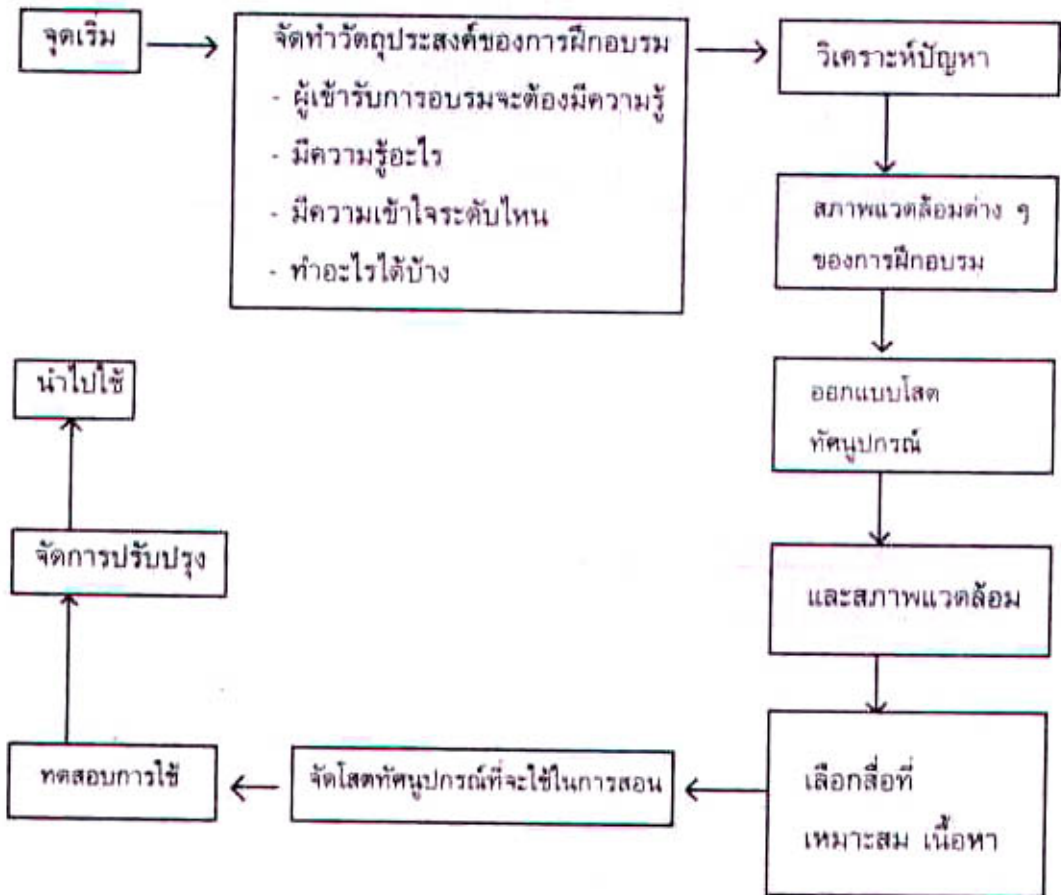 จุดเริ่ม
จัดทำวัตถุประสงค์ของการฝึกอบรม
- ผู้เข้ารับการอบรมจะต้องมีความรู้
- มีความรู้อะไร
- มีความเข้าใจระดับไหน
- ทำอะไรได้บ้าง
วิเคราะห์ปัญหา
สภาพแวดล้อมต่าง ๆ
ของการฝึกอบรม
ออกแบบโสต
ทัศนูปกรณ์
และสภาพแวดล้อม
เลือกสื่อที่
เหมาะสม เนื้อหา
จัดโสตทัศนูปกรณ์ที่จะใช้ในการสอน
ทดสอบการใช้
จัดการปรับปรุง
นำไปใช้